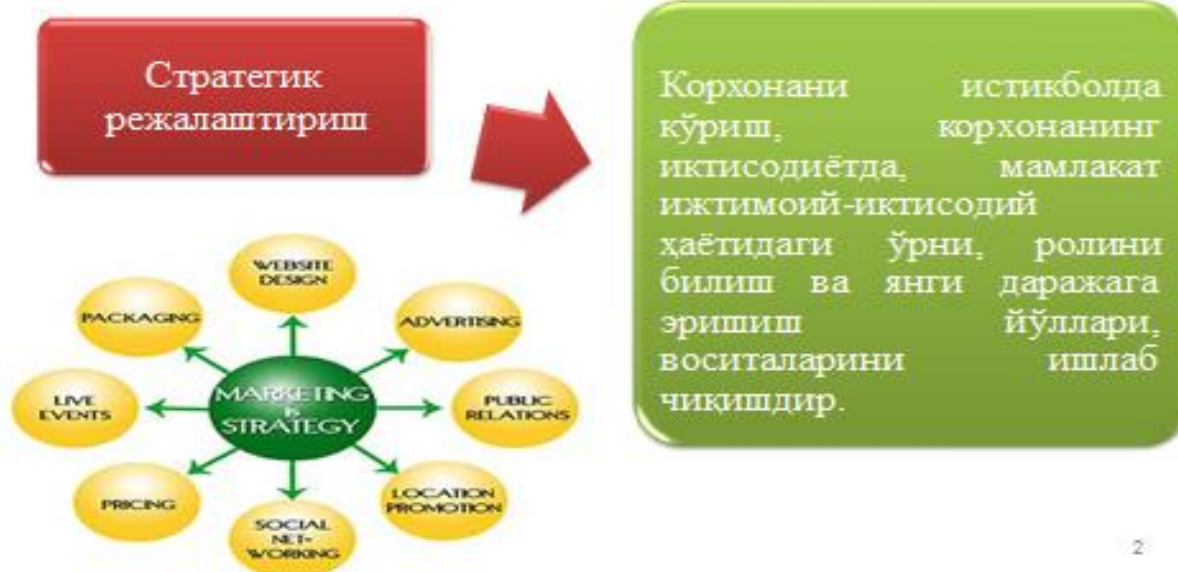 Стратегик
режалаштириш
Корхонани истикболда
кўриш, корхонанинг
иктисодиётда, мамлакат
ижтимоий-иктисодий
ҳаётидаги ўрни, ролини
билиш ва янги даражага
эришиш йўллари,
воситаларини ишлаб
чиқишдир.
WEBSITE
DESIGN
PACKAGING
ADVERTISING
LIVE
EVENTS
MARKETING
is
STRATEGY
PUBLIC
RELATIONS
PRICING
LOCATION
PROMOTION
SOCIAL
NET-
WORKING
2